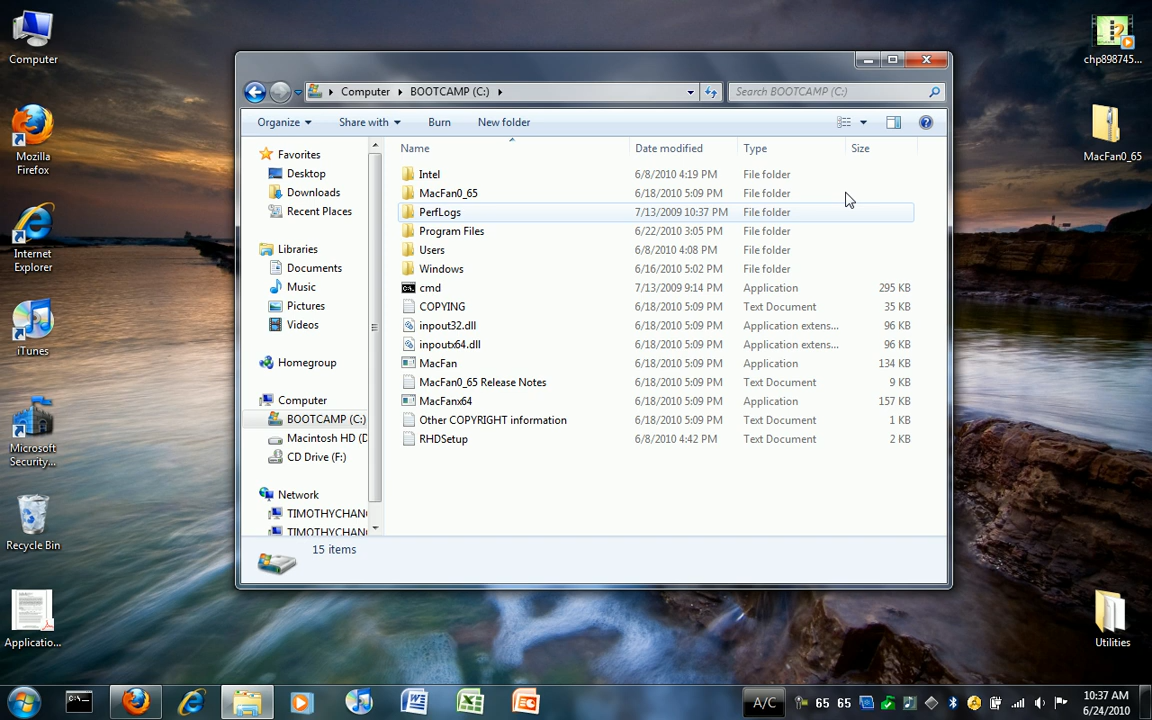 Computer
Mozilla
Firefox
Internet
Explorer
iTunes
Microsoft
Security...
Recycle Bin
Applicatio...
Computer
BOOTCAMP (C:)
Search BOOTCAMP (C:)
Organize
Share with
Burn
New folder
Favorites
Desktop
Downloads
Recent Places
Libraries
Documents
Music
Pictures
Videos
Homegroup
Computer
BOOTCAMP (C:)
Macintosh HD (D
CD Drive (F:)
Network
TIMOTHYCHAN
TIMOTHYCHAN
Name Date modified Type Size
Intel 6/8/2010 4:19 PM File folder
MacFan0_65 6/18/2010 5:09 PM File folder
PerfLogs 7/13/2009 10:37 PM File folder
Program Files 6/22/2010 3:05 PM File folder
Users 6/8/2010 4:08 PM File folder
Windows 6/16/2010 5:02 PM File folder
cmd 7/13/2009 9:14 PM Application 295 KB
COPYING 6/18/2010 5:09 PM Text Document 35 KB
inpout32.dll 6/18/2010 5:09 PM Application extens... 96 KB
inpoutx64.dll 6/18/2010 5:09 PM Application extens... 96 KB
MacFan 6/18/2010 5:09 PM Application 134 KB
MacFan0_65 Release Notes 6/18/2010 5:09 PM Text Document 9 KB
MacFanx64 6/18/2010 5:09 PM Application 157 KB
Other COPYRIGHT information 6/18/2010 5:09 PM Text Document 1 KB
RHDSetup 6/8/2010 4:42 PM Text Document 2 KB
15 items
chp898745...
MacFan0_65
Utilities
A/C
65 65
10:37 AM
6/24/2010